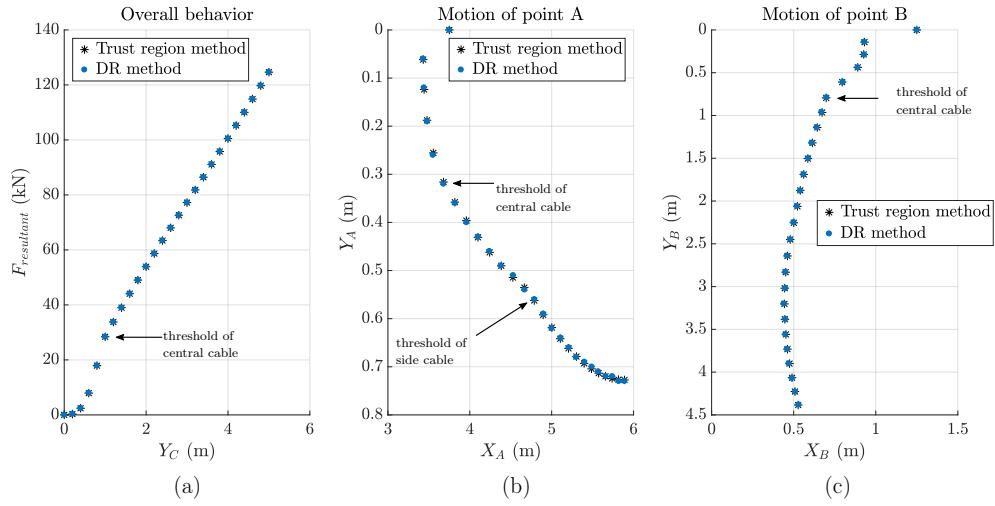 Overall behavior
140
120
100
80
60
40
20
0
0
2
4
6
F_resultant (kN)
Y_C (m)
Trust region method
DR method
threshold of
central cable
(a)
Motion of point A
0
0.1
0.2
0.3
0.4
0.5
0.6
0.7
0.8
3
4
5
6
Y_A (m)
X_A (m)
Trust region method
DR method
threshold of
central cable
threshold of
side cable
(b)
Motion of point B
0
0.5
1
1.5
2
2.5
3
3.5
4
4.5
0
0.5
1
1.5
Y_B (m)
X_B (m)
threshold of
central cable
Trust region method
DR method
(c)